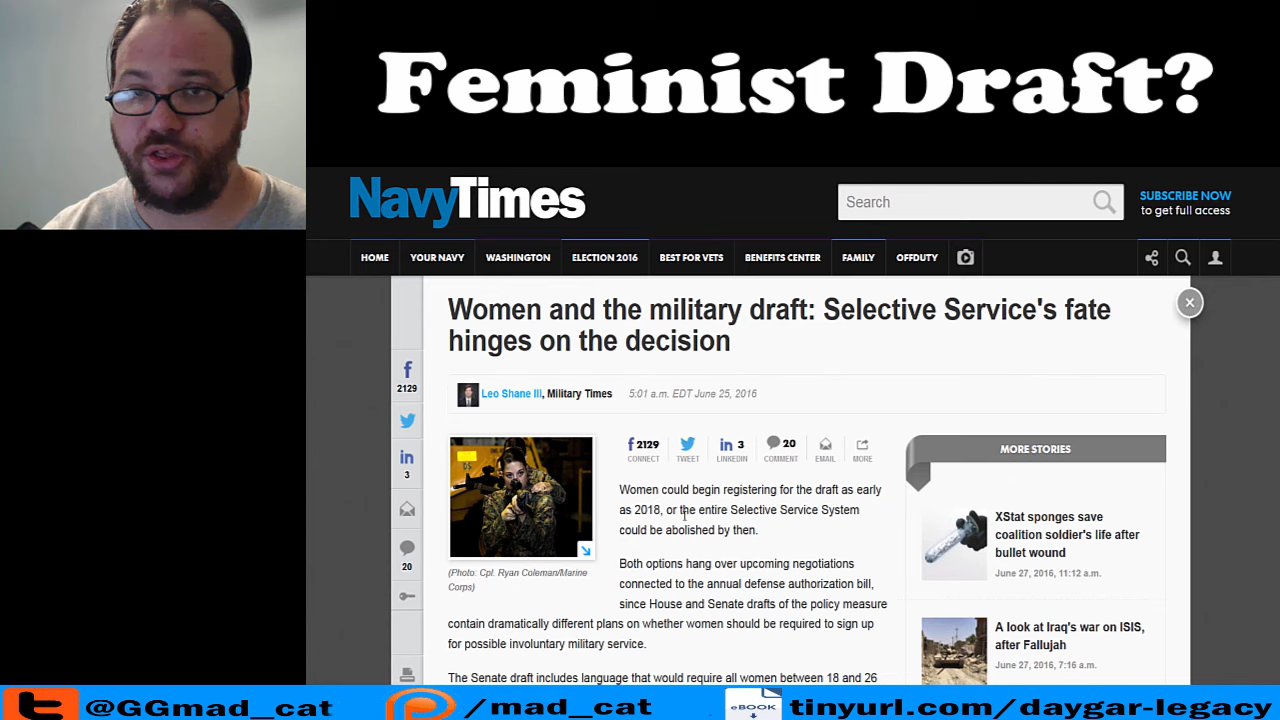 Feminist Draft?
NavyTimes
Search
SUBSCRIBE NOW
to get full access
HOME
YOUR NAVY
WASHINGTON
ELECTION 2016
BEST FOR VETS
BENEFITS CENTER
FAMILY
OFFDUTY
Women and the military draft: Selective Service's fate
hinges on the decision
Leo Shane III, Military Times
5:01 a.m. EDT June 25, 2016
2129
3
20
(Photo: Cpl. Ryan Coleman/Marine
Corps)
2129
CONNECT
TWEET
3
LINKEDIN
20
COMMENT
EMAIL
MORE
Women could begin registering for the draft as early
as 2018, or the entire Selective Service System
could be abolished by then.
Both options hang over upcoming negotiations
connected to the annual defense authorization bill,
since House and Senate drafts of the policy measure
contain dramatically different plans on whether women should be required to sign up
for possible involuntary military service.
The Senate draft includes language that would require all women between 18 and 26
MORE STORIES
XStat sponges save
coalition soldier's life after
bullet wound
June 27, 2016, 11:12 a.m.
A look at Iraq's war on ISIS,
after Fallujah
June 27, 2016, 7:16 a.m.
@GGmad_cat
/mad_cat
eBOOK
tinyurl.com/daygar-legacy